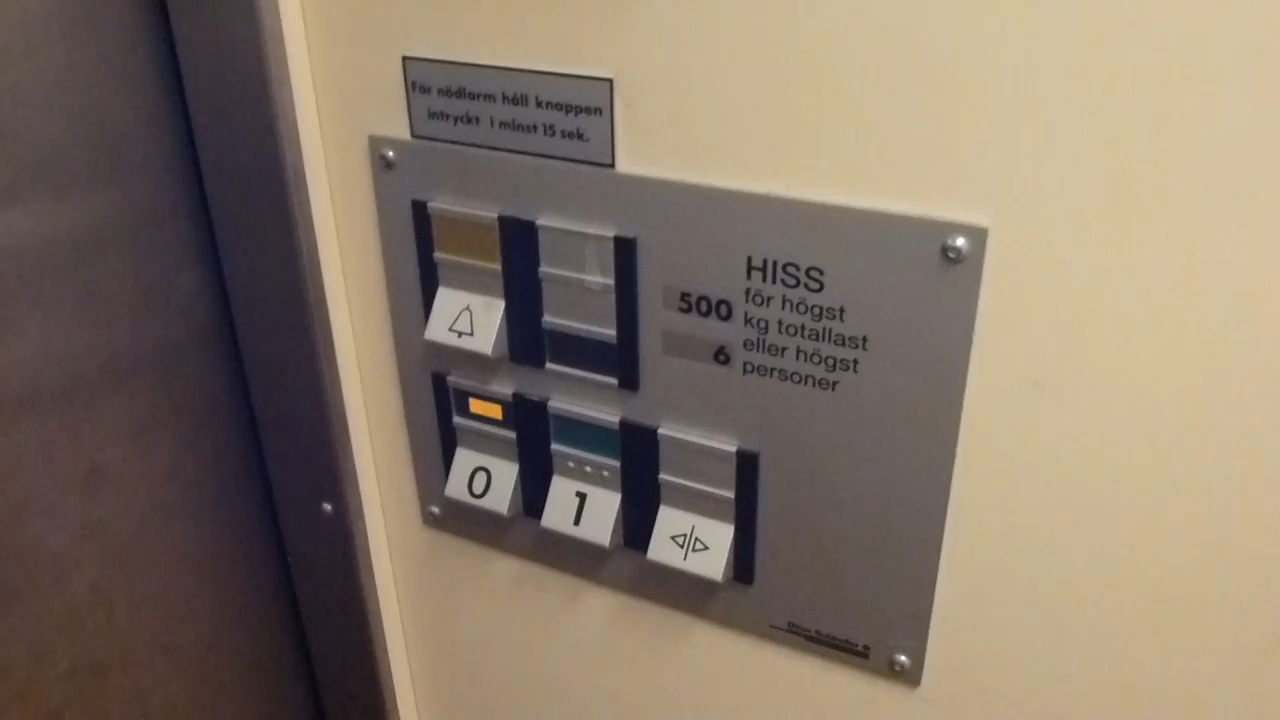 För nödlarm håll knappen
intryckt i minst 15 sek.
HISS
för högst
500 kg totallast
eller högst
6 personer
0
1